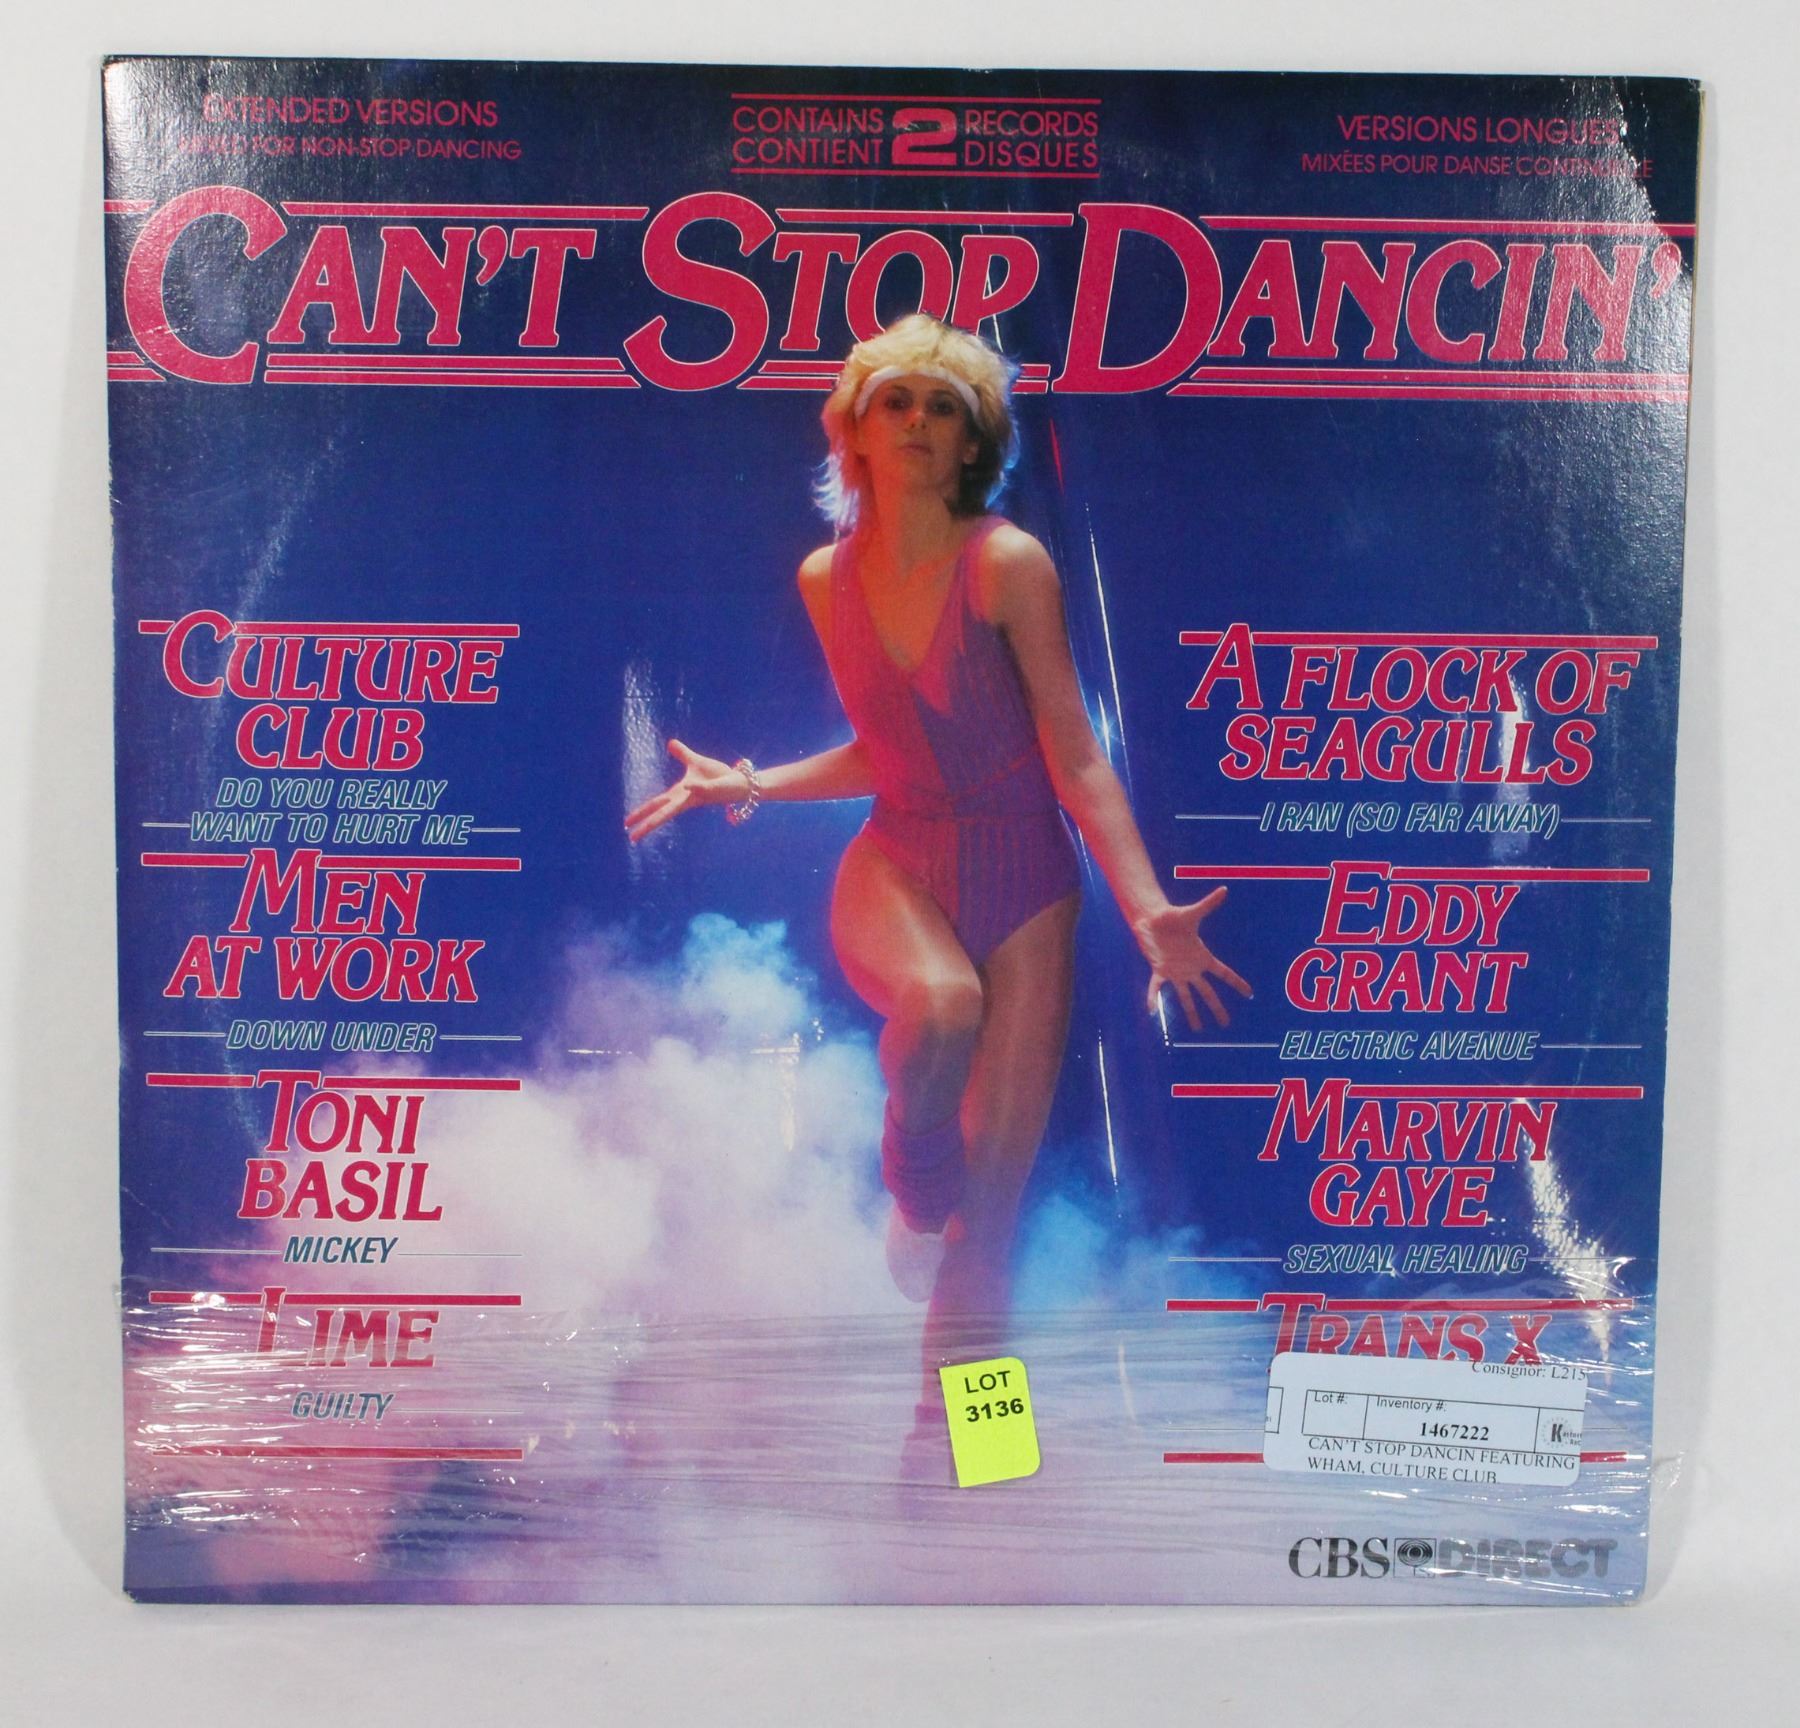 EXTENDED VERSIONS
MIXED FOR NON-STOP DANCING
CONTAINS 2 RECORDS
CONTIENT DISQUES
VERSIONS LONGUES
MIXÉES POUR DANSE CONTINUELLE
CAN'T STOP DANCIN'
CULTURE
CLUB
DO YOU REALLY
WANT TO HURT ME
MEN
AT WORK
DOWN UNDER
TONI
BASIL
MICKEY
LIME
GUILTY
A FLOCK OF
SEAGULLS
I RAN (SO FAR AWAY)
EDDY
GRANT
ELECTRIC AVENUE
MARVIN
GAYE
SEXUAL HEALING
TRANS X
LOT
3136
Consignor: L215
Lot #: Inventory #:
1467222
CAN'T STOP DANCIN FEATURING
WHAM, CULTURE CLUB
CBS DIRECT